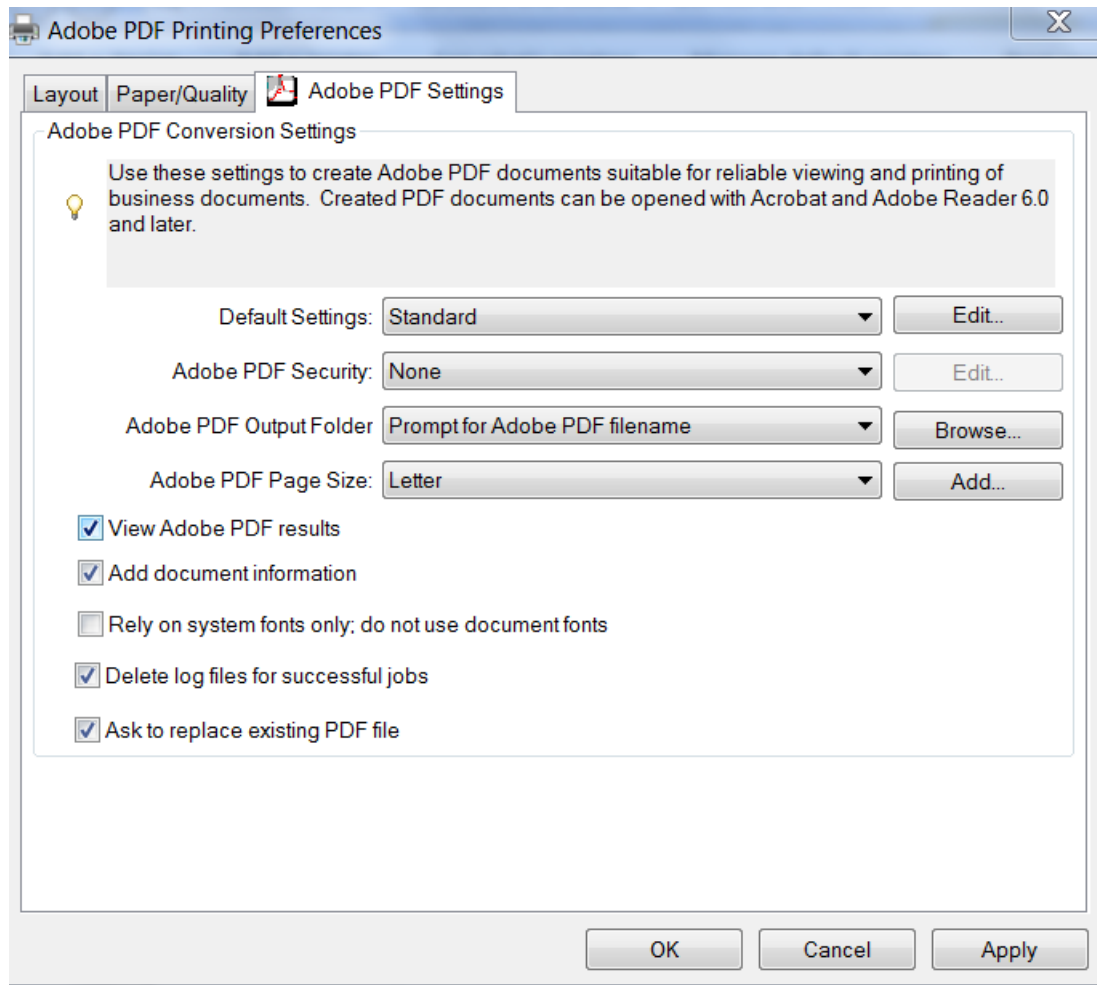 Adobe PDF Printing Preferences
Layout Paper/Quality Adobe PDF Settings
Adobe PDF Conversion Settings
Use these settings to create Adobe PDF documents suitable for reliable viewing and printing of
business documents. Created PDF documents can be opened with Acrobat and Adobe Reader 6.0
and later.
Default Settings: Standard Edit...
Adobe PDF Security: None Edit...
Adobe PDF Output Folder Prompt for Adobe PDF filename Browse...
Adobe PDF Page Size: Letter Add...
View Adobe PDF results
Add document information
Rely on system fonts only; do not use document fonts
Delete log files for successful jobs
Ask to replace existing PDF file
OK Cancel Apply